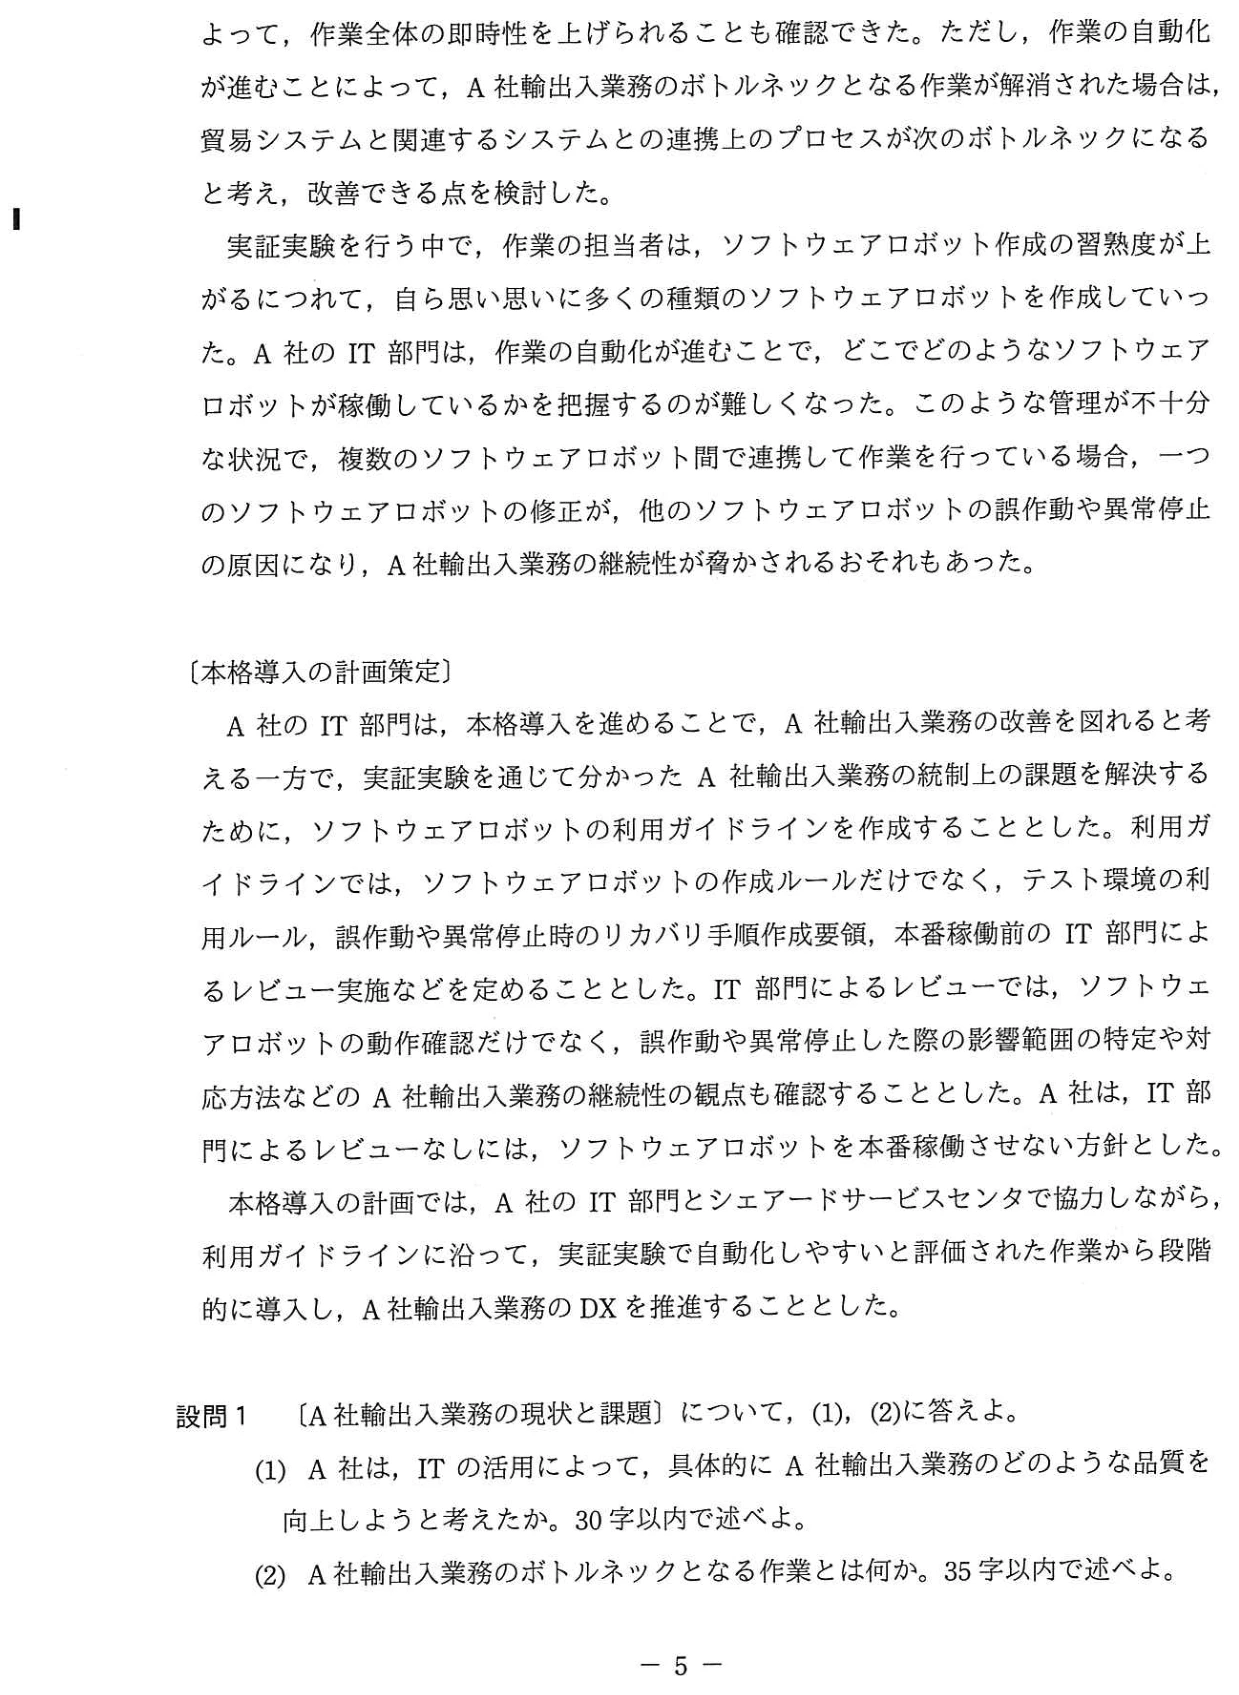 よって，作業全体の即時性を上げられることも確認できた。ただし，作業の自動化
が進むことによって，A 社輸出入業務のボトルネックとなる作業が解消された場合は，
貿易システムと関連するシステムとの連携上のプロセスが次のボトルネックになる
と考え，改善できる点を検討した。
実証実験を行う中で，作業の担当者は，ソフトウェアロボット作成の習熟度が上
がるにつれて，自ら思い思いに多くの種類のソフトウェアロボットを作成していっ
た。A 社の IT 部門は，作業の自動化が進むことで，どこでどのようなソフトウェア
ロボットが稼働しているかを把握するのが難しくなった。このような管理が不十分
な状況で，複数のソフトウェアロボット間で連携して作業を行っている場合，一つ
のソフトウェアロボットの修正が，他のソフトウェアロボットの誤作動や異常停止
の原因になり，A 社輸出入業務の継続性が脅かされるおそれもあった。
〔本格導入の計画策定〕
A 社の IT 部門は，本格導入を進めることで，A 社輸出入業務の改善を図れると考
える一方で，実証実験を通じて分かった A 社輸出入業務の統制上の課題を解決する
ために，ソフトウェアロボットの利用ガイドラインを作成することとした。利用ガ
イドラインでは，ソフトウェアロボットの作成ルールだけでなく，テスト環境の利
用ルール，誤作動や異常停止時のリカバリ手順作成要領，本番稼働前の IT 部門によ
るレビュー実施などを定めることとした。IT 部門によるレビューでは，ソフトウェ
アロボットの動作確認だけでなく，誤作動や異常停止した際の影響範囲の特定や対
応方法などの A 社輸出入業務の継続性の観点も確認することとした。A 社は，IT 部
門によるレビューなしには，ソフトウェアロボットを本番稼働させない方針とした。
本格導入の計画では，A 社の IT 部門とシェアードサービスセンタで協力しながら，
利用ガイドラインに沿って，実証実験で自動化しやすいと評価された作業から段階
的に導入し，A 社輸出入業務の DX を推進することとした。
設問 1 〔A 社輸出入業務の現状と課題〕について，(1)，(2)に答えよ。
(1) A 社は，IT の活用によって，具体的に A 社輸出入業務のどのような品質を
向上しようと考えたか。30 字以内で述べよ。
(2) A 社輸出入業務のボトルネックとなる作業とは何か。35 字以内で述べよ。
― 5 ―